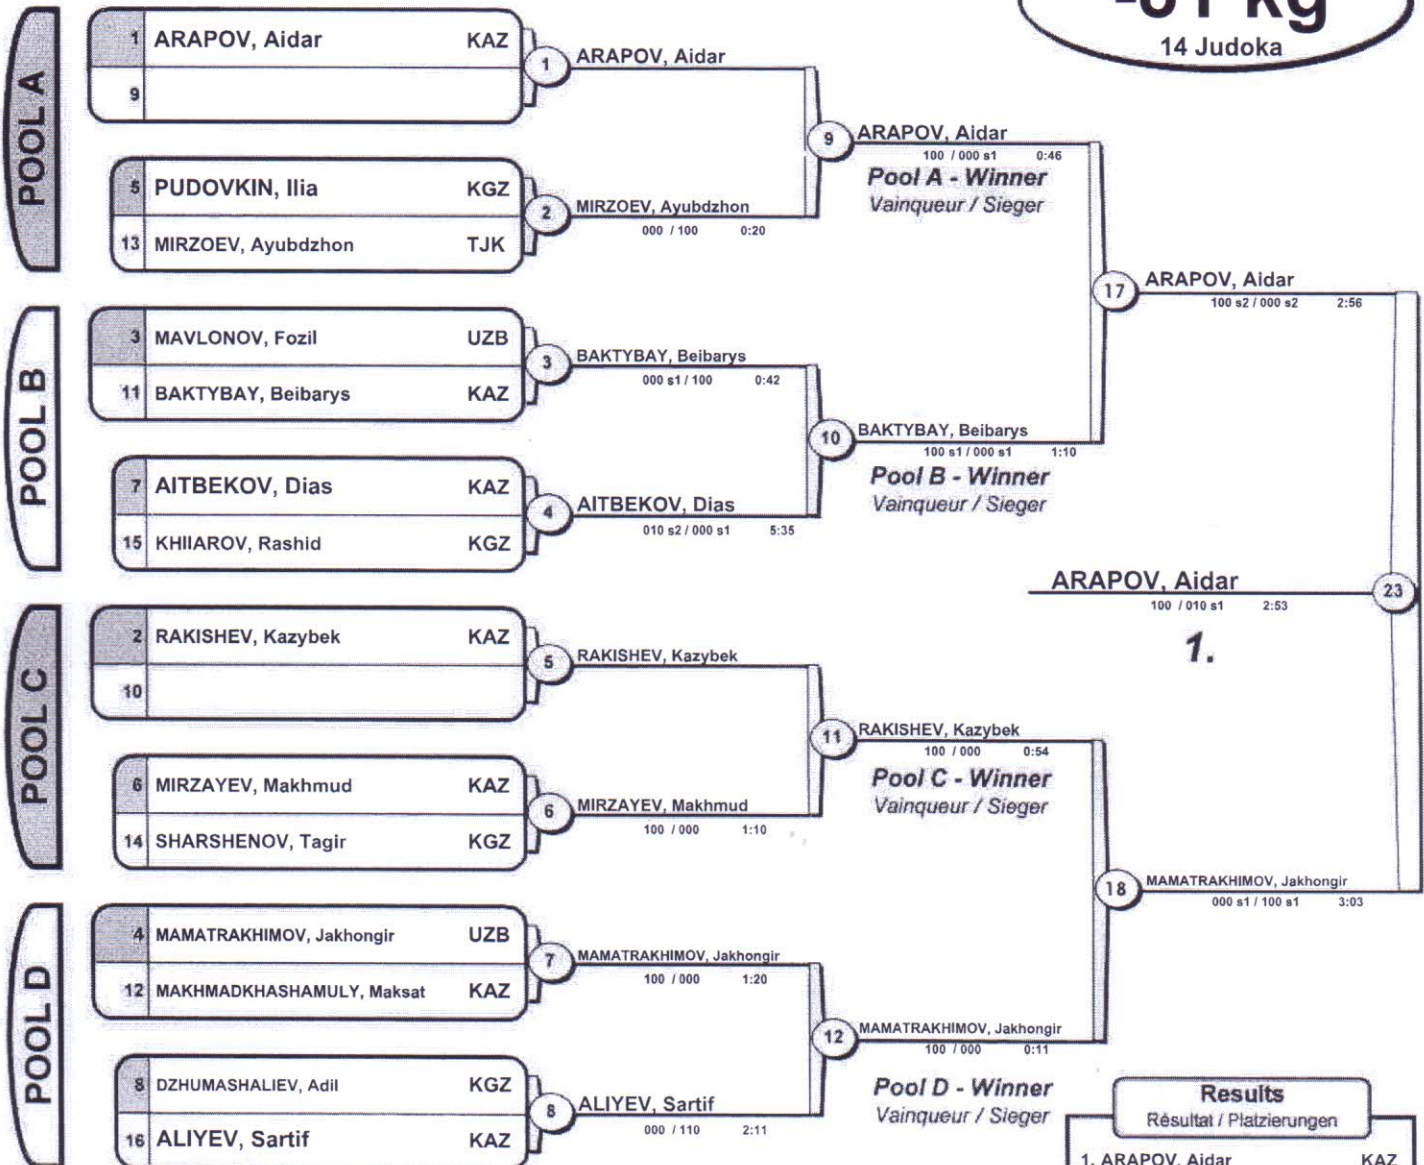 kg
14 Judoka
POOL A
1 ARAPOV, Aidar KAZ
9
5 PUDOVKIN, Ilia KGZ
13 MIRZOEV, Ayubdzhon TJK
1 ARAPOV, Aidar
2 MIRZOEV, Ayubdzhon
000 / 100 0:20
9 ARAPOV, Aidar
100 / 000 s1 0:46
Pool A - Winner
Vainqueur / Sieger
POOL B
3 MAVLONOV, Fozil UZB
11 BAKTYBAY, Beibarys KAZ
7 AITBEKOV, Dias KAZ
15 KHIIAROV, Rashid KGZ
3 BAKTYBAY, Beibarys
000 s1 / 100 0:42
4 AITBEKOV, Dias
010 s2 / 000 s1 5:35
10 BAKTYBAY, Beibarys
100 s1 / 000 s1 1:10
Pool B - Winner
Vainqueur / Sieger
17 ARAPOV, Aidar
100 s2 / 000 s2 2:56
ARAPOV, Aidar 23
100 / 010 s1 2:53
1.
POOL C
2 RAKISHEV, Kazybek KAZ
10
6 MIRZAYEV, Makhmud KAZ
14 SHARSHENOV, Tagir KGZ
5 RAKISHEV, Kazybek
6 MIRZAYEV, Makhmud
100 / 000 1:10
11 RAKISHEV, Kazybek
100 / 000 0:54
Pool C - Winner
Vainqueur / Sieger
POOL D
4 MAMATRAKHIMOV, Jakhongir UZB
12 MAKHMADKHASHAMULY, Maksat KAZ
8 DZHUMASHALIEV, Adil KGZ
16 ALIYEV, Sartif KAZ
7 MAMATRAKHIMOV, Jakhongir
100 / 000 1:20
8 ALIYEV, Sartif
000 / 110 2:11
12 MAMATRAKHIMOV, Jakhongir
100 / 000 0:11
Pool D - Winner
Vainqueur / Sieger
18 MAMATRAKHIMOV, Jakhongir
000 s1 / 100 s1 3:03
Results
Résultat / Platzierungen
1. ARAPOV, Aidar KAZ